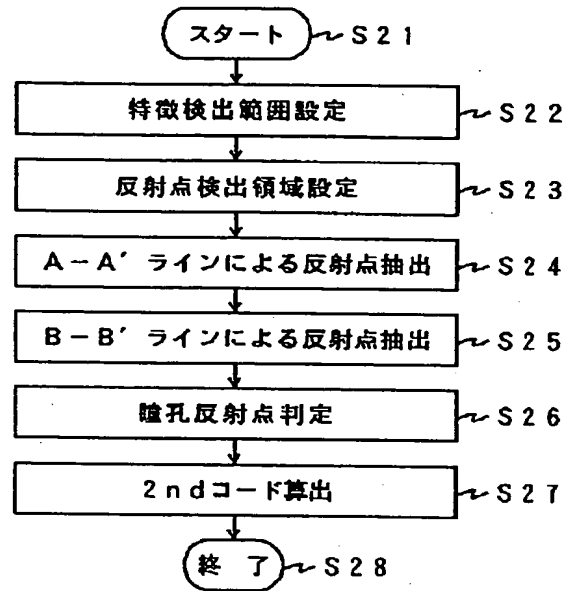 スタート S21
特徴検出範囲設定 S22
反射点検出領域設定 S23
A－A′ラインによる反射点抽出 S24
B－B′ラインによる反射点抽出 S25
瞳孔反射点判定 S26
2ndコード算出 S27
終了 S28